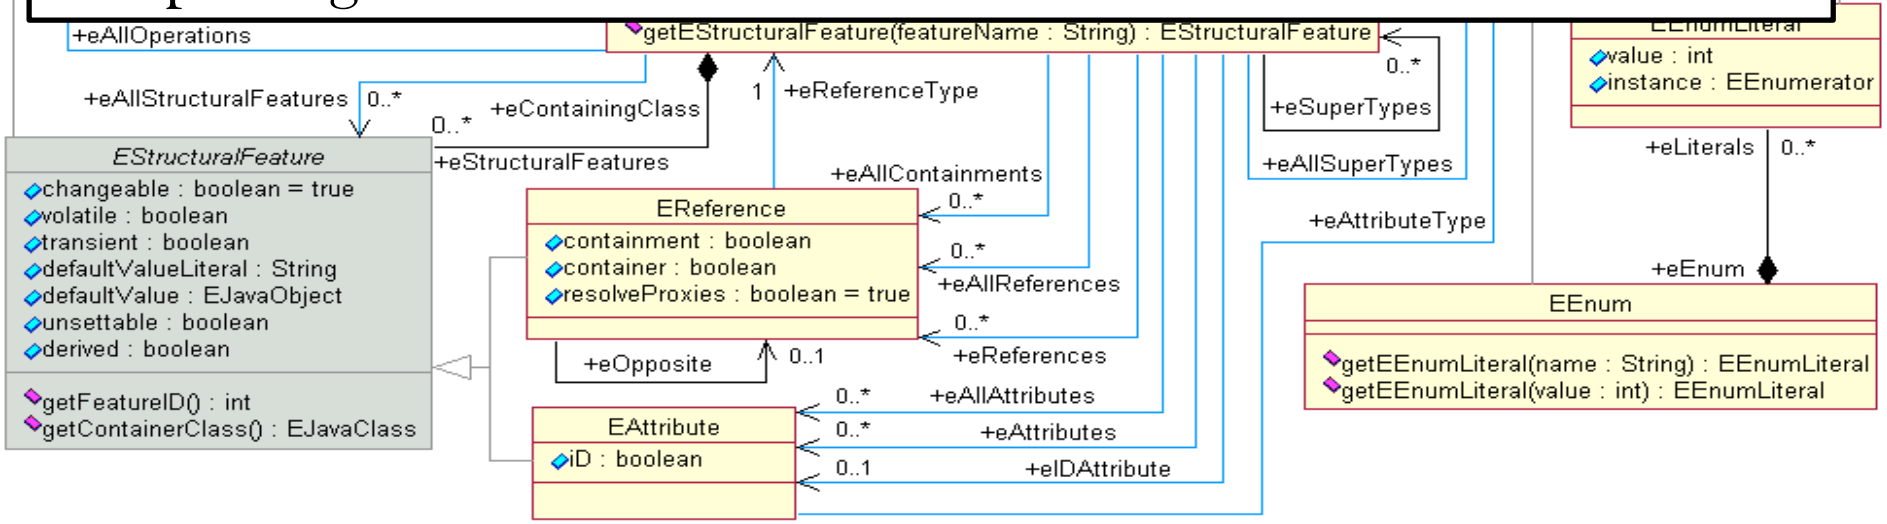 +eAllOperations
getEStructuralFeature(featureName : String) : EStructuralFeature
0..*
EEnumLiteral
value : int
instance : EEnumerator
+eAllStructuralFeatures
0..*
+eContainingClass
1
+eReferenceType
+eSuperTypes
0..*
+eStructuralFeatures
+eLiterals
0..*
EStructuralFeature
changeable : boolean = true
volatile : boolean
transient : boolean
defaultValueLiteral : String
defaultValue : EJavaObject
unsettable : boolean
derived : boolean
getFeatureID() : int
getContainerClass() : EJavaClass
+eAllContainments
0..*
+eAllSuperTypes
EReference
containment : boolean
container : boolean
resolveProxies : boolean = true
0..*
+eAllReferences
0..*
+eReferences
+eOpposite
0..1
+eAttributeType
+eEnum
EEnum
getEEnumLiteral(name : String) : EEnumLiteral
getEEnumLiteral(value : int) : EEnumLiteral
0..*
+eAllAttributes
EAttribute
iD : boolean
0..*
+eAttributes
0..1
+eIDAttribute